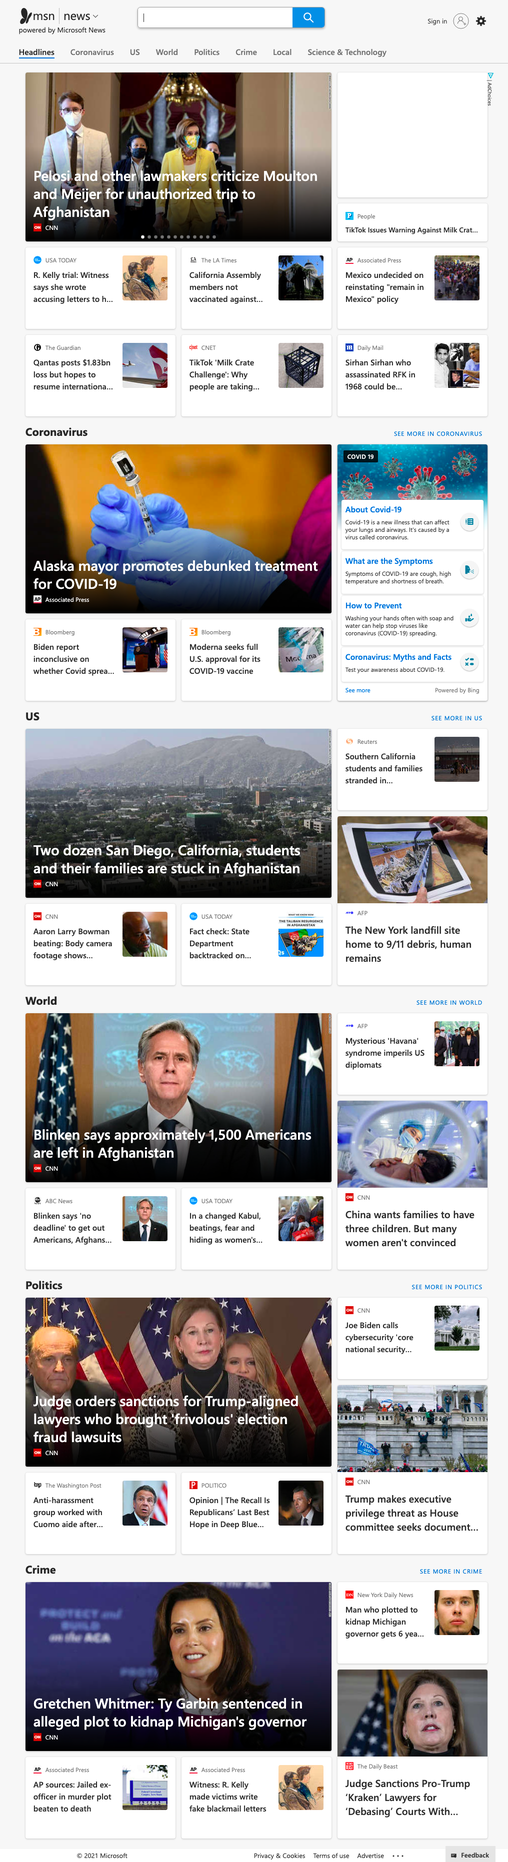 msn | news
powered by Microsoft News
Sign in
Headlines
Coronavirus
US
World
Politics
Crime
Local
Science & Technology
Pelosi and other lawmakers criticize Moulton
and Meijer for unauthorized trip to
Afghanistan
CNN
AdChoices
People
TikTok Issues Warning Against Milk Crat...
USA TODAY
R. Kelly trial: Witness
says she wrote
accusing letters to h...
The LA Times
California Assembly
members not
vaccinated against...
Associated Press
Mexico undecided on
reinstating "remain in
Mexico" policy
The Guardian
Qantas posts $1.83bn
loss but hopes to
resume internationa...
CNET
TikTok 'Milk Crate
Challenge': Why
people are taking...
Daily Mail
Sirhan Sirhan who
assassinated RFK in
1968 could be...
Coronavirus
SEE MORE IN CORONAVIRUS
Alaska mayor promotes debunked treatment
for COVID-19
Associated Press
COVID 19
About Covid-19
Covid-19 is a new illness that can affect
your lungs and airways. It's caused by a
virus called coronavirus.
What are the Symptoms
Symptoms of COVID-19 are cough, high
temperature and shortness of breath.
How to Prevent
Washing your hands often with soap and
water can help stop viruses like
coronavirus (COVID-19) spreading.
Coronavirus: Myths and Facts
Test your awareness about COVID-19.
See more
Powered by Bing
Bloomberg
Biden report
inconclusive on
whether Covid sprea...
Bloomberg
Moderna seeks full
U.S. approval for its
COVID-19 vaccine
US
SEE MORE IN US
Two dozen San Diego, California, students
and their families are stuck in Afghanistan
CNN
Reuters
Southern California
students and families
stranded in...
AFP
The New York landfill site
home to 9/11 debris, human
remains
CNN
Aaron Larry Bowman
beating: Body camera
footage shows...
USA TODAY
Fact check: State
Department
backtracked on...
World
SEE MORE IN WORLD
Blinken says approximately 1,500 Americans
are left in Afghanistan
CNN
AFP
Mysterious 'Havana'
syndrome imperils US
diplomats
CNN
China wants families to have
three children. But many
women aren't convinced
ABC News
Blinken says 'no
deadline' to get out
Americans, Afghans...
USA TODAY
In a changed Kabul,
beatings, fear and
hiding as women's...
Politics
SEE MORE IN POLITICS
Judge orders sanctions for Trump-aligned
lawyers who brought 'frivolous' election
fraud lawsuits
CNN
CNN
Joe Biden calls
cybersecurity 'core
national security...
CNN
Trump makes executive
privilege threat as House
committee seeks document...
The Washington Post
Anti-harassment
group worked with
Cuomo aide after...
POLITICO
Opinion | The Recall Is
Republicans' Last Best
Hope in Deep Blue...
Crime
SEE MORE IN CRIME
PROTECT and
BUILD
on the ACA
Gretchen Whitmer: Ty Garbin sentenced in
alleged plot to kidnap Michigan's governor
CNN
New York Daily News
Man who plotted to
kidnap Michigan
governor gets 6 yea...
The Daily Beast
Judge Sanctions Pro-Trump
'Kraken' Lawyers for
'Debasing' Courts With...
Associated Press
AP sources: Jailed ex-
officer in murder plot
beaten to death
Associated Press
Witness: R. Kelly
made victims write
fake blackmail letters
© 2021 Microsoft
Privacy & Cookies
Terms of use
Advertise
Feedback